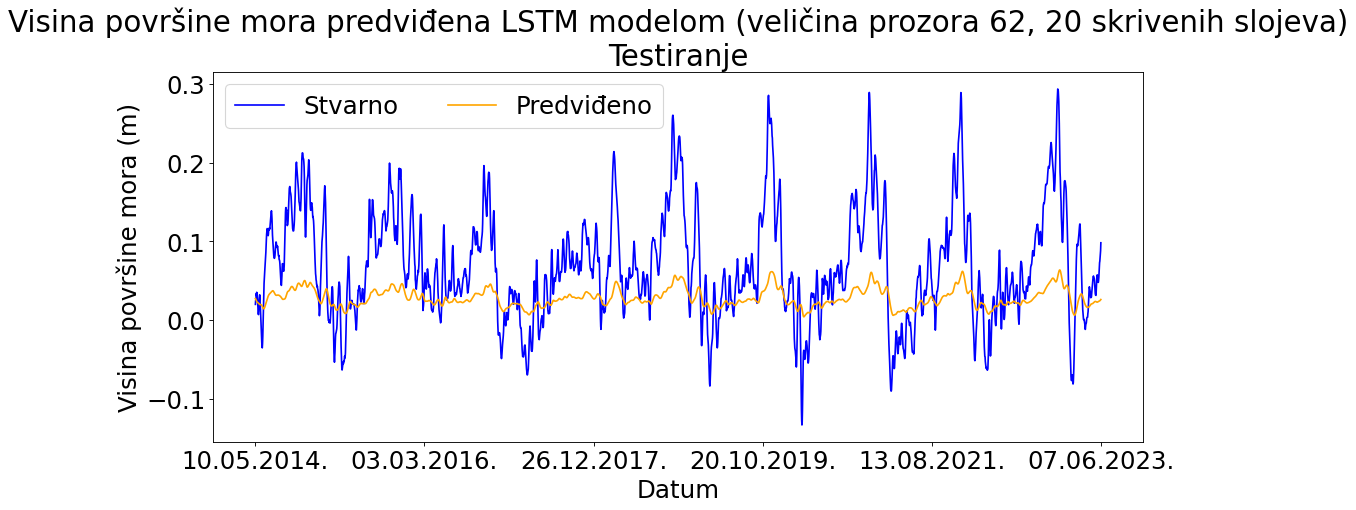 Visina površine mora predviđena LSTM modelom (veličina prozora 62, 20 skrivenih slojeva)
Testiranje
Stvarno
Predviđeno
Visina površine mora (m)
0.3
0.2
0.1
0.0
−0.1
10.05.2014.
03.03.2016.
26.12.2017.
20.10.2019.
13.08.2021.
07.06.2023.
Datum